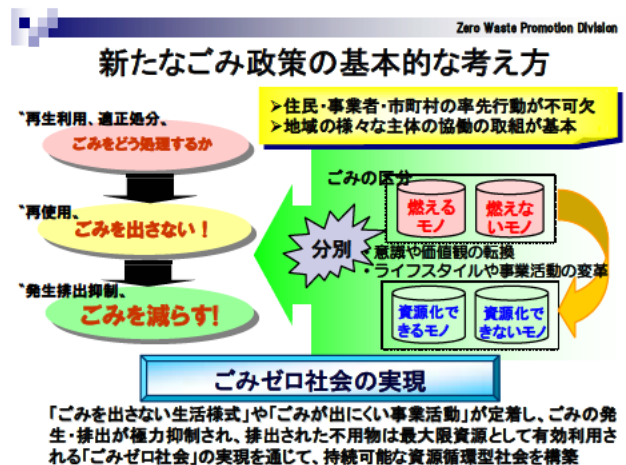 Zero Waste Promotion Division
新たなごみ政策の基本的な考え方
➢住民・事業者・市町村の率先行動が不可欠
➢地域の様々な主体の協働の取組が基本
〝再生利用、適正処分、
ごみをどう処理するか
〝再使用、
ごみを出さない！
〝発生排出抑制、
ごみを減らす!
ごみの区分
燃える
モノ
燃えな
いモノ
分別
・意識や価値観の転換
・ライフスタイルや事業活動の変革
資源化で
きるモノ
資源化で
きないモノ
ごみゼロ社会の実現
「ごみを出さない生活様式」や「ごみが出にくい事業活動」が定着し、ごみの発
生・排出が極力抑制され、排出された不用物は最大限資源として有効利用さ
れる「ごみゼロ社会」の実現を通じて、持続可能な資源循環型社会を構築